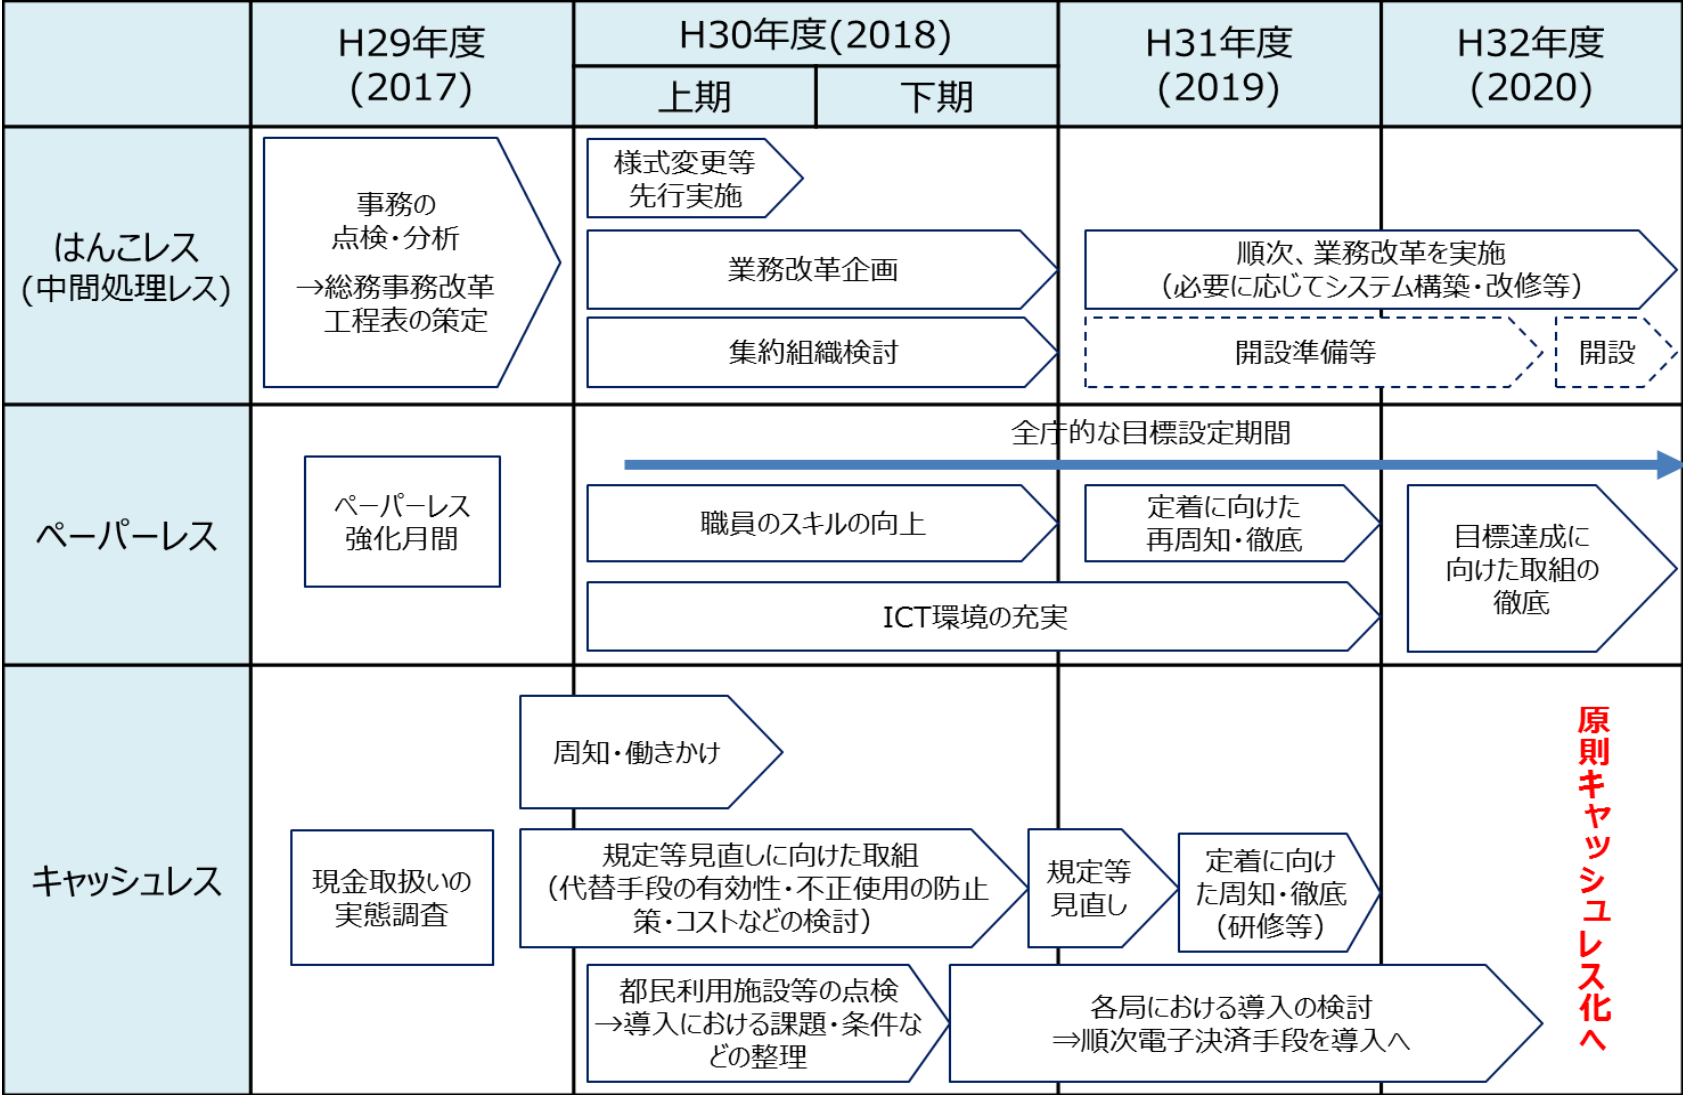 H29年度
(2017)
H30年度(2018)
上期
下期
H31年度
(2019)
H32年度
(2020)
はんこレス
(中間処理レス)
事務の
点検・分析
→総務事務改革
工程表の策定
様式変更等
先行実施
業務改革企画
集約組織検討
順次、業務改革を実施
（必要に応じてシステム構築・改修等）
開設準備等
開設
ペーパーレス
ペーパーレス
強化月間
全庁的な目標設定期間
職員のスキルの向上
定着に向けた
再周知・徹底
ICT環境の充実
目標達成に
向けた取組の
徹底
キャッシュレス
現金取扱いの
実態調査
周知・働きかけ
規定等見直しに向けた取組
（代替手段の有効性・不正使用の防止
策・コストなどの検討）
規定等
見直し
定着に向け
た周知・徹底
（研修等）
都民利用施設等の点検
→導入における課題・条件な
どの整理
各局における導入の検討
⇒順次電子決済手段を導入へ
原則キャッシュレス化へ